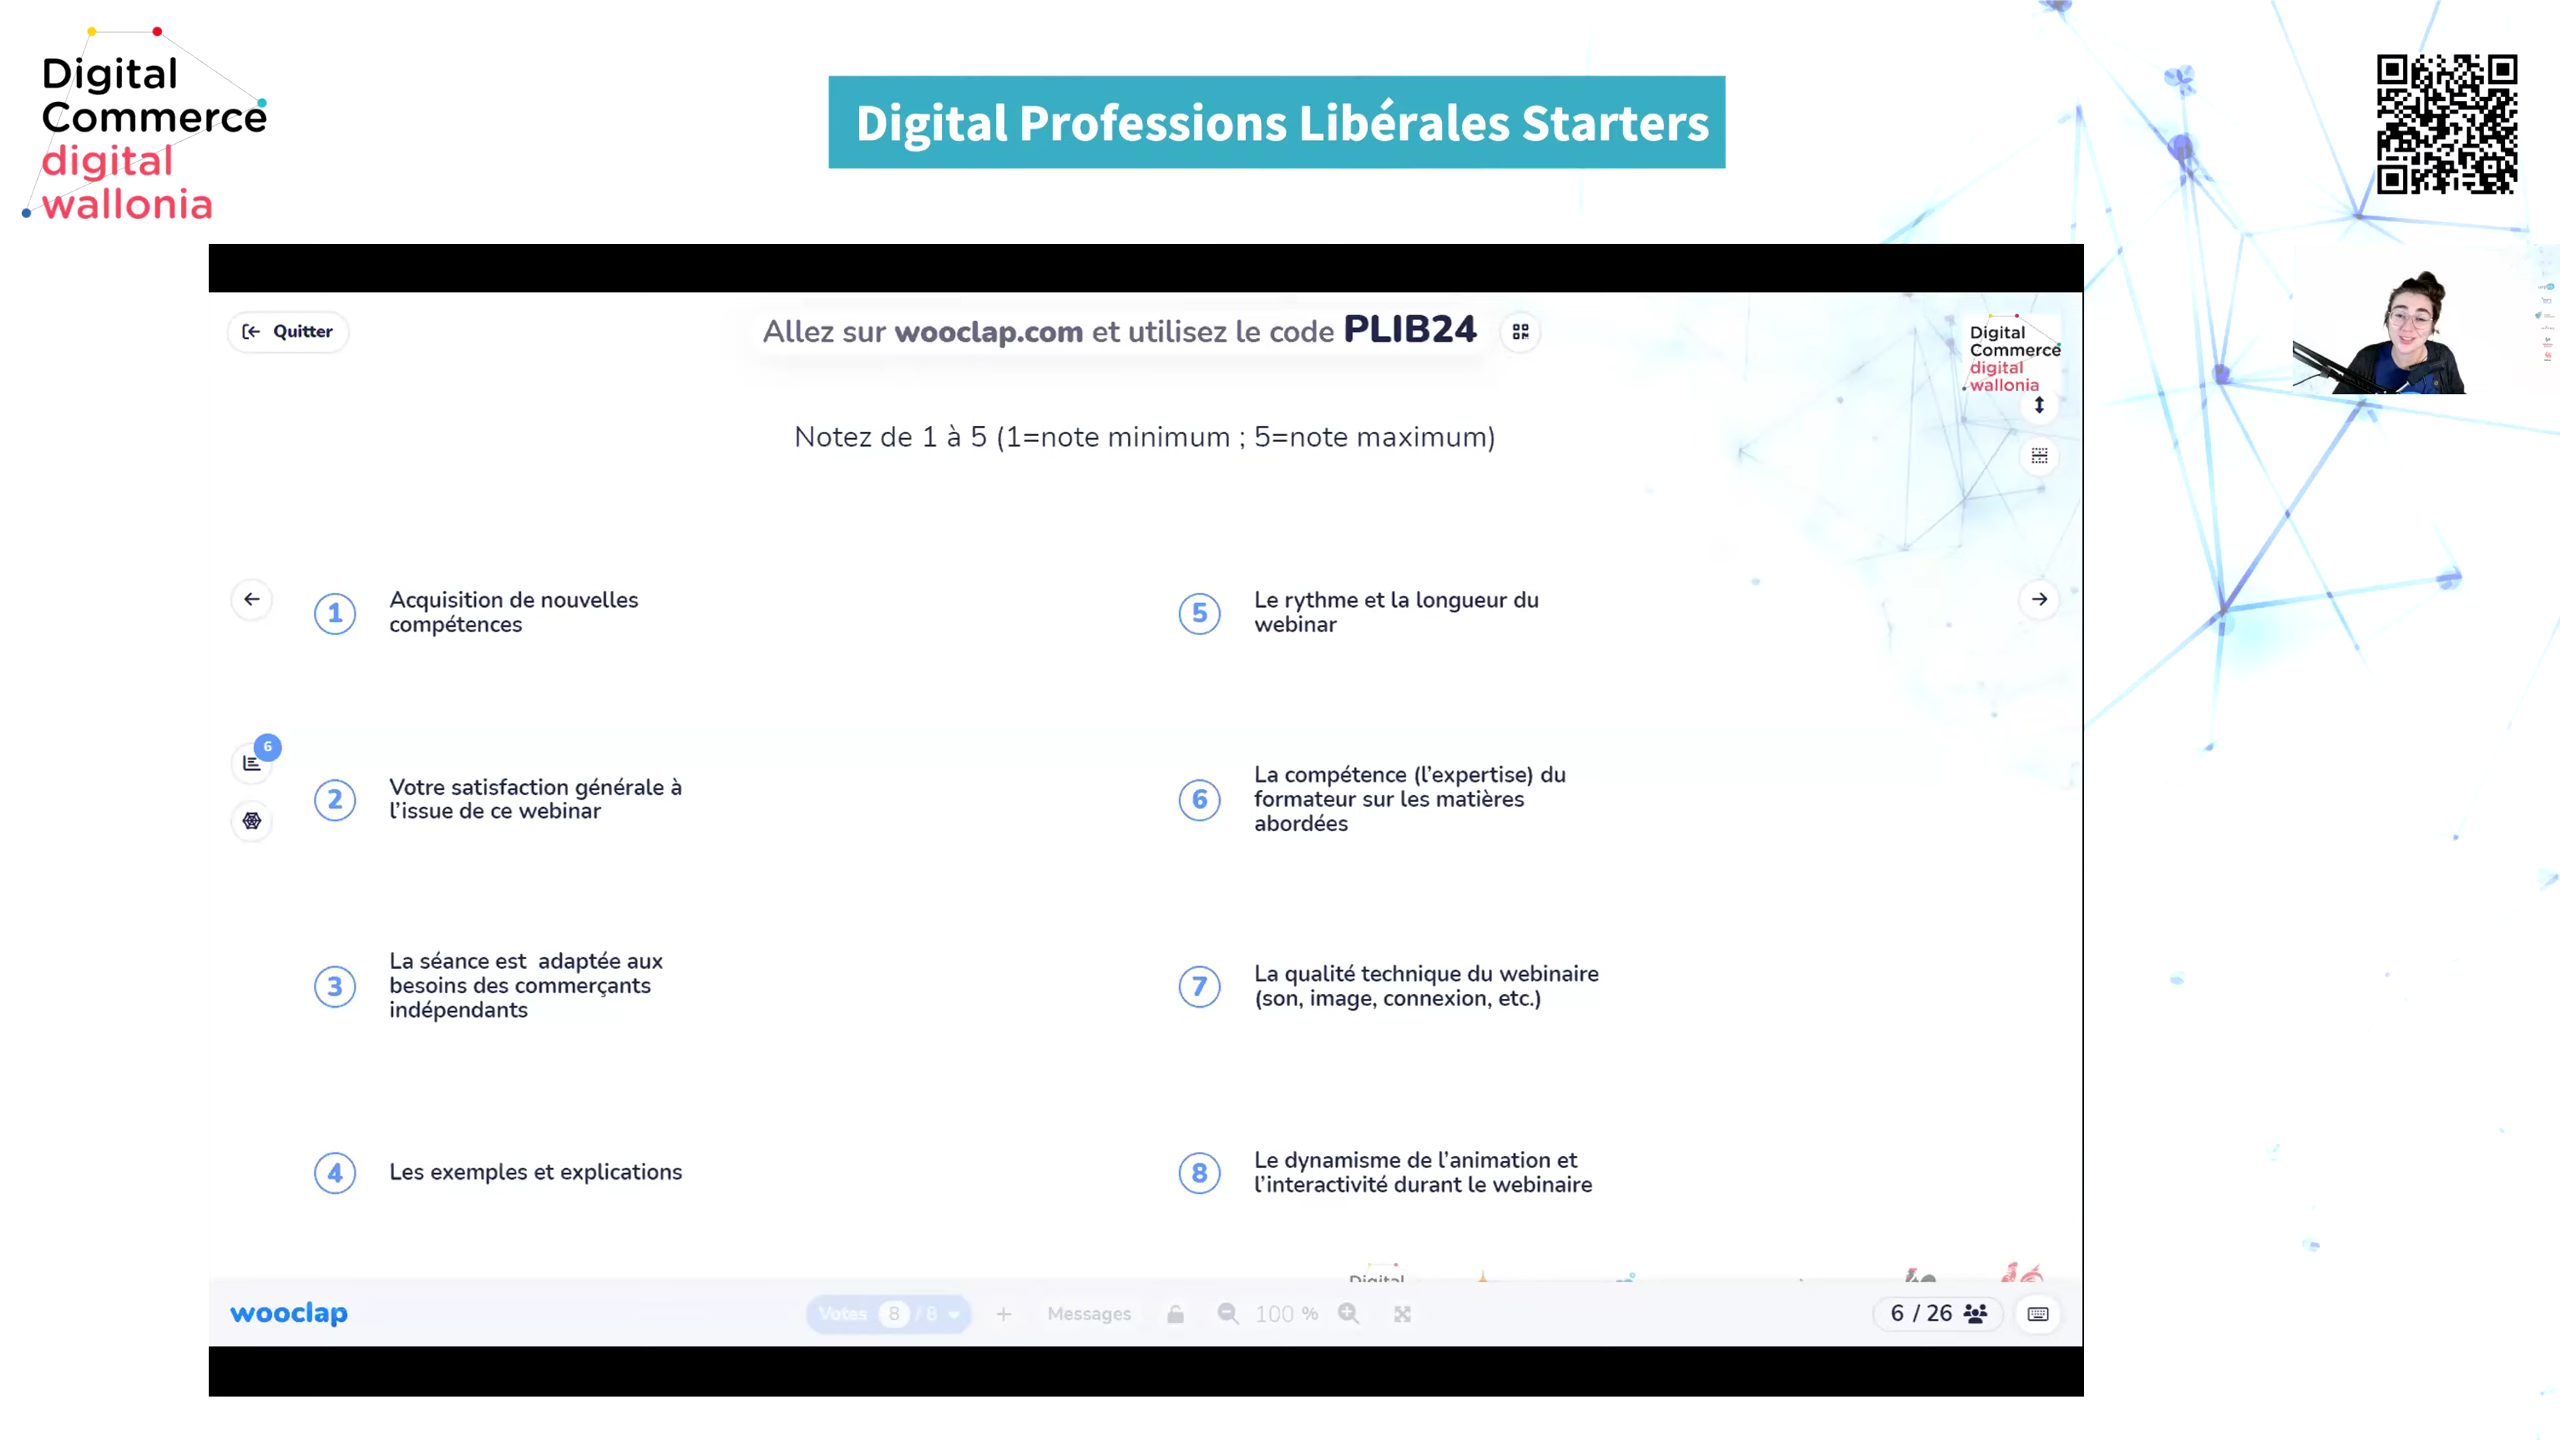 Digital
Commerce
digital
wallonia
Digital Professions Libérales Starters
Quitter
Allez sur wooclap.com et utilisez le code PLIB24
Digital
Commerce
digital
wallonia
Notez de 1 à 5 (1=note minimum ; 5=note maximum)
1
Acquisition de nouvelles
compétences
6
2
Votre satisfaction générale à
l'issue de ce webinar
3
La séance est  adaptée aux
besoins des commerçants
indépendants
4
Les exemples et explications
5
Le rythme et la longueur du
webinar
6
La compétence (l'expertise) du
formateur sur les matières
abordées
7
La qualité technique du webinaire
(son, image, connexion, etc.)
8
Le dynamisme de l'animation et
l'interactivité durant le webinaire
Digital
wooclap
Votes 8 / 8
+
Messages
100 %
6 / 26